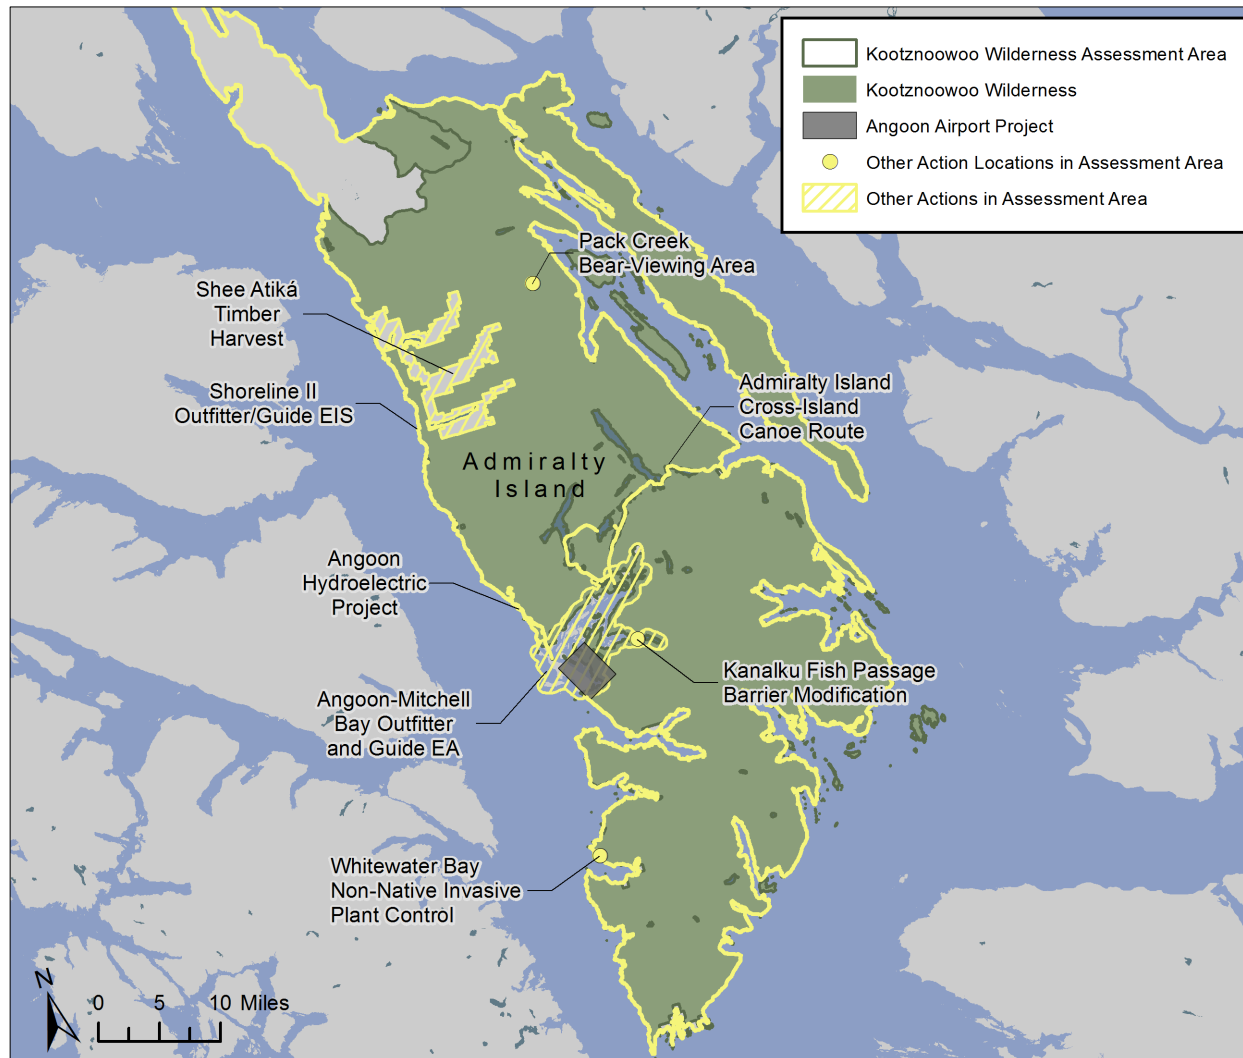 Kootznoowoo Wilderness Assessment Area
Kootznoowoo Wilderness
Angoon Airport Project
Other Action Locations in Assessment Area
Other Actions in Assessment Area
Pack Creek
Bear-Viewing Area
Shee Atiká
Timber
Harvest
Shoreline II
Outfitter/Guide EIS
Admiralty Island
Cross-Island
Canoe Route
Admiralty
Island
Angoon
Hydroelectric
Project
Kanalku Fish Passage
Barrier Modification
Angoon-Mitchell
Bay Outfitter
and Guide EA
Whitewater Bay
Non-Native Invasive
Plant Control
N
0 5 10 Miles